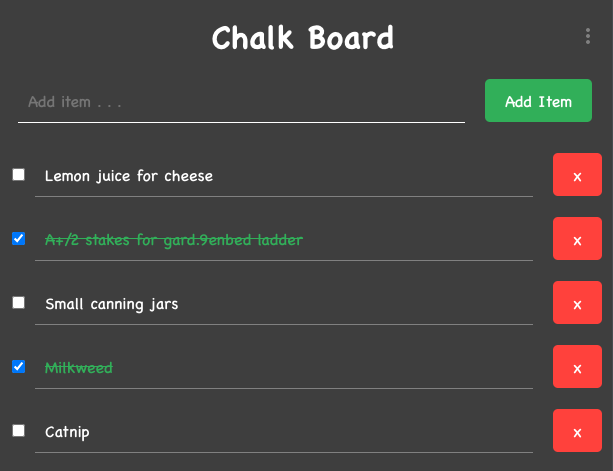 Chalk Board
Add item . . .
Add Item
Lemon juice for cheese
x
A+/2 stakes for gard.9enbed ladder
x
Small canning jars
x
Milkweed
x
Catnip
x